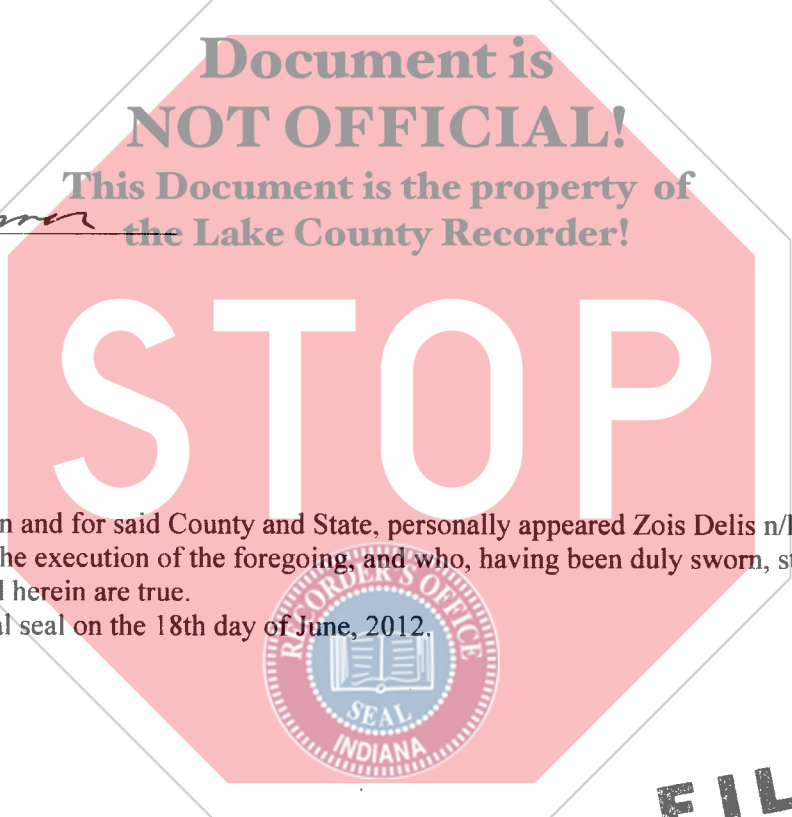 Document is
NOT OFFICIAL!
This Document is the property of
the Lake County Recorder!
STOP
n and for said County and State, personally appeared Zois Delis n/
he execution of the foregoing, and who, having been duly sworn, st
herein are true.
al seal on the 18th day of June, 2012.
RECORDER'S OFFICE
SEAL
INDIANA
FIL